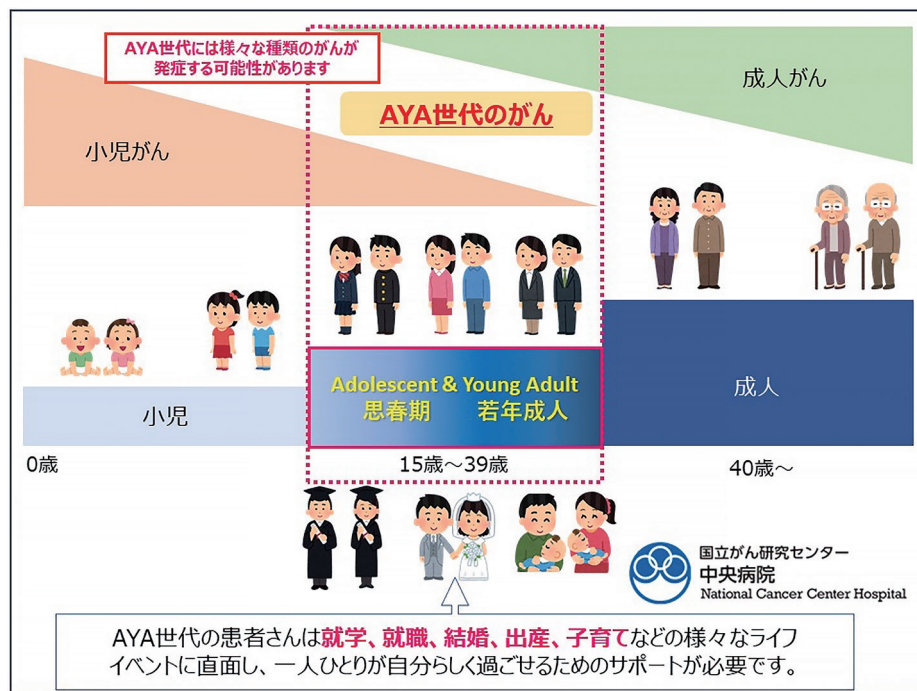 AYA世代には様々な種類のがんが
発症する可能性があります
成人がん
AYA世代のがん
小児がん
Adolescent & Young Adult
思春期 若年成人
成人
小児
0歳
15歳～39歳
40歳～
国立がん研究センター
中央病院
National Cancer Center Hospital
AYA世代の患者さんは就学、就職、結婚、出産、子育てなどの様々なライフ
イベントに直面し、一人ひとりが自分らしく過ごせるためのサポートが必要です。